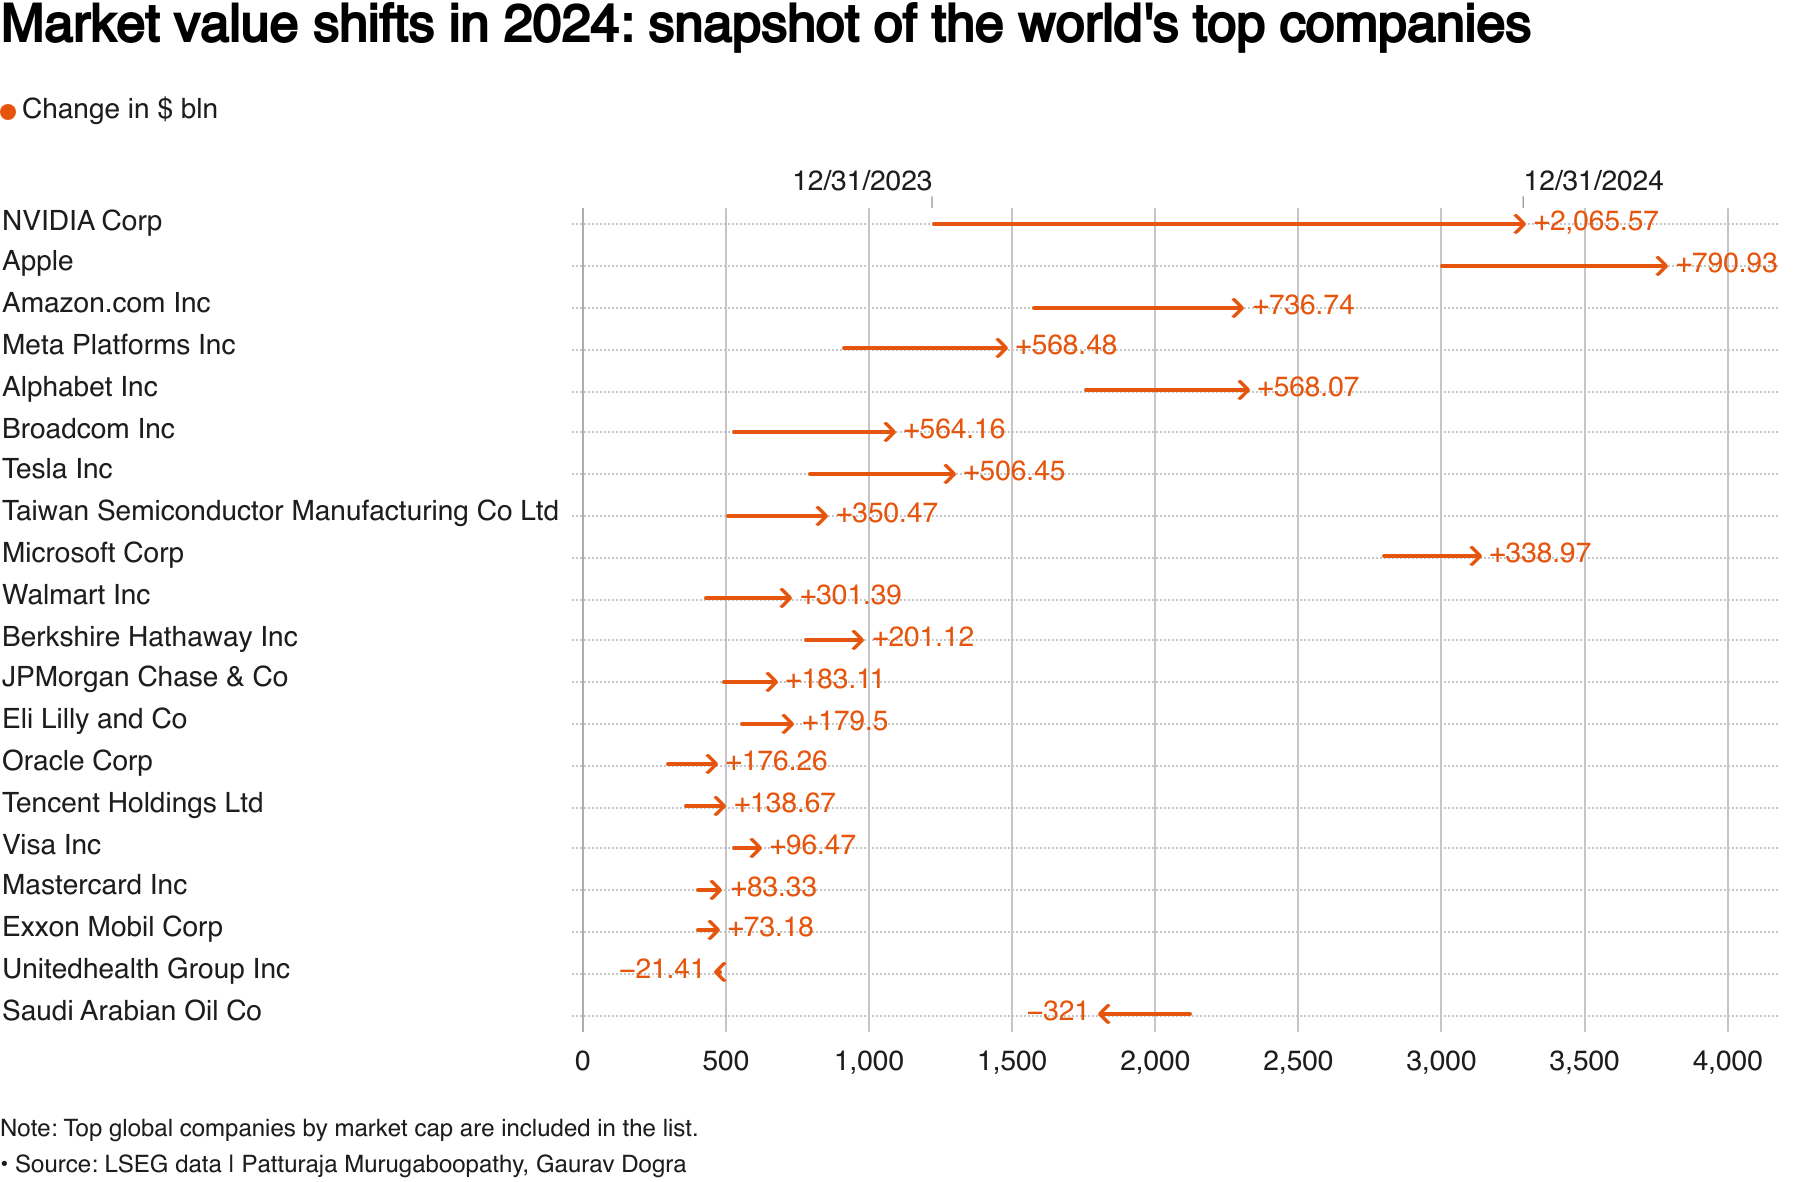 Market value shifts in 2024: snapshot of the world's top companies
Change in $ bln
12/31/2023 12/31/2024
NVIDIA Corp +2,065.57
Apple +790.93
Amazon.com Inc +736.74
Meta Platforms Inc +568.48
Alphabet Inc +568.07
Broadcom Inc +564.16
Tesla Inc +506.45
Taiwan Semiconductor Manufacturing Co Ltd +350.47
Microsoft Corp +338.97
Walmart Inc +301.39
Berkshire Hathaway Inc +201.12
JPMorgan Chase & Co +183.11
Eli Lilly and Co +179.5
Oracle Corp +176.26
Tencent Holdings Ltd +138.67
Visa Inc +96.47
Mastercard Inc +83.33
Exxon Mobil Corp +73.18
Unitedhealth Group Inc −21.41
Saudi Arabian Oil Co −321
0 500 1,000 1,500 2,000 2,500 3,000 3,500 4,000
Note: Top global companies by market cap are included in the list.
• Source: LSEG data | Patturaja Murugaboopathy, Gaurav Dogra